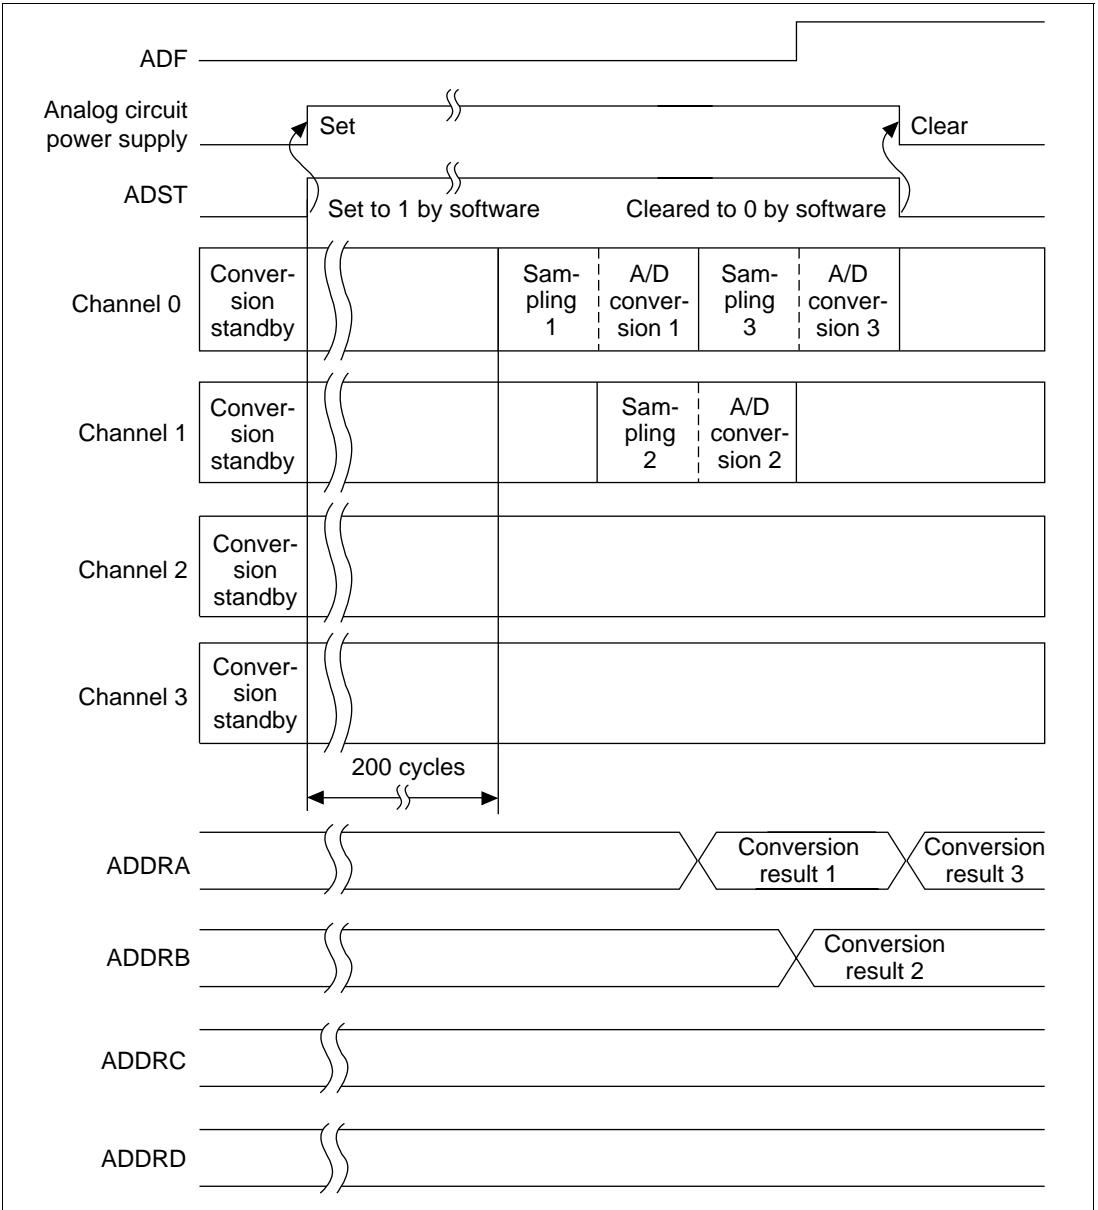 ADF
Analog circuit
power supply
Set
Clear
ADST
Set to 1 by software
Cleared to 0 by software
Channel 0
Conver-
sion
standby
Sam-
pling
1
A/D
conver-
sion 1
Sam-
pling
3
A/D
conver-
sion 3
Channel 1
Conver-
sion
standby
Sam-
pling
2
A/D
conver-
sion 2
Channel 2
Conver-
sion
standby
Channel 3
Conver-
sion
standby
200 cycles
ADDRA
Conversion
result 1
Conversion
result 3
ADDRB
Conversion
result 2
ADDRC
ADDRD